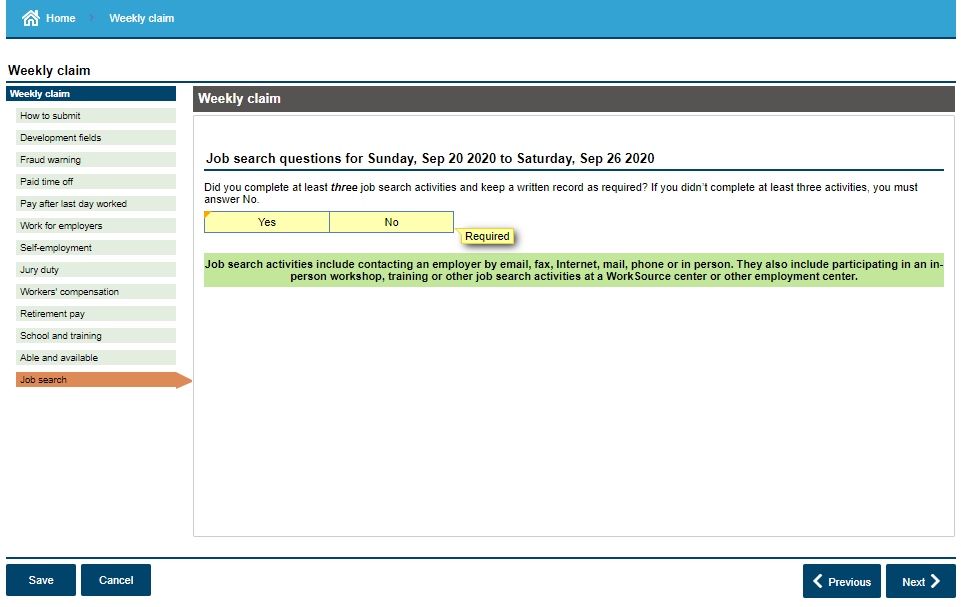 Home > Weekly claim
Weekly claim
Weekly claim
How to submit
Development fields
Fraud warning
Paid time off
Pay after last day worked
Work for employers
Self-employment
Jury duty
Workers' compensation
Retirement pay
School and training
Able and available
Job search
Weekly claim
Job search questions for Sunday, Sep 20 2020 to Saturday, Sep 26 2020
Did you complete at least three job search activities and keep a written record as required? If you didn't complete at least three activities, you must
answer No.
Yes No
Required
Job search activities include contacting an employer by email, fax, Internet, mail, phone or in person. They also include participating in an in-
person workshop, training or other job search activities at a WorkSource center or other employment center.
Save Cancel Previous Next